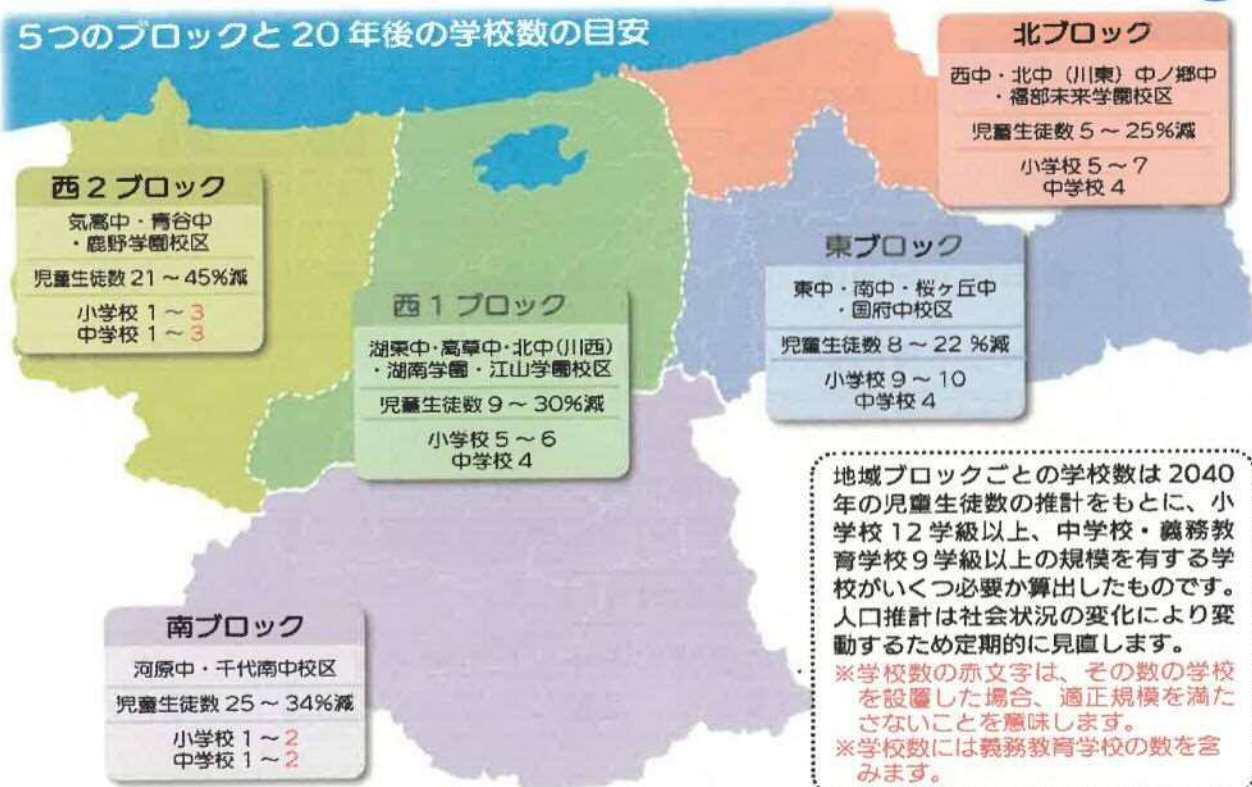 5つのブロックと20年後の学校数の目安
北ブロック
西中・北中(川東)中ノ郷中
・福部未来学園校区
児童生徒数5～25%減
小学校5～7
中学校4
西2ブロック
気高中・青谷中
・鹿野学園校区
児童生徒数21～45%減
小学校1～3
中学校1～3
西1ブロック
湖東中・高草中・北中(川西)
・湖南学園・江山学園校区
児童生徒数9～30%減
小学校5～6
中学校4
東ブロック
東中・南中・桜ヶ丘中
・国府中校区
児童生徒数8～22%減
小学校9～10
中学校4
南ブロック
河原中・千代南中校区
児童生徒数25～34%減
小学校1～2
中学校1～2
地域ブロックごとの学校数は2040
年の児童生徒数の推計をもとに、小
学校12学級以上、中学校・義務教
育学校9学級以上の規模を有する学
校がいくつ必要か算出したものです。
人口推計は社会状況の変化により変
動するため定期的に見直します。
※学校数の赤文字は、その数の学校
を設置した場合、適正規模を満た
さないことを意味します。
※学校数には義務教育学校の数を含
みます。